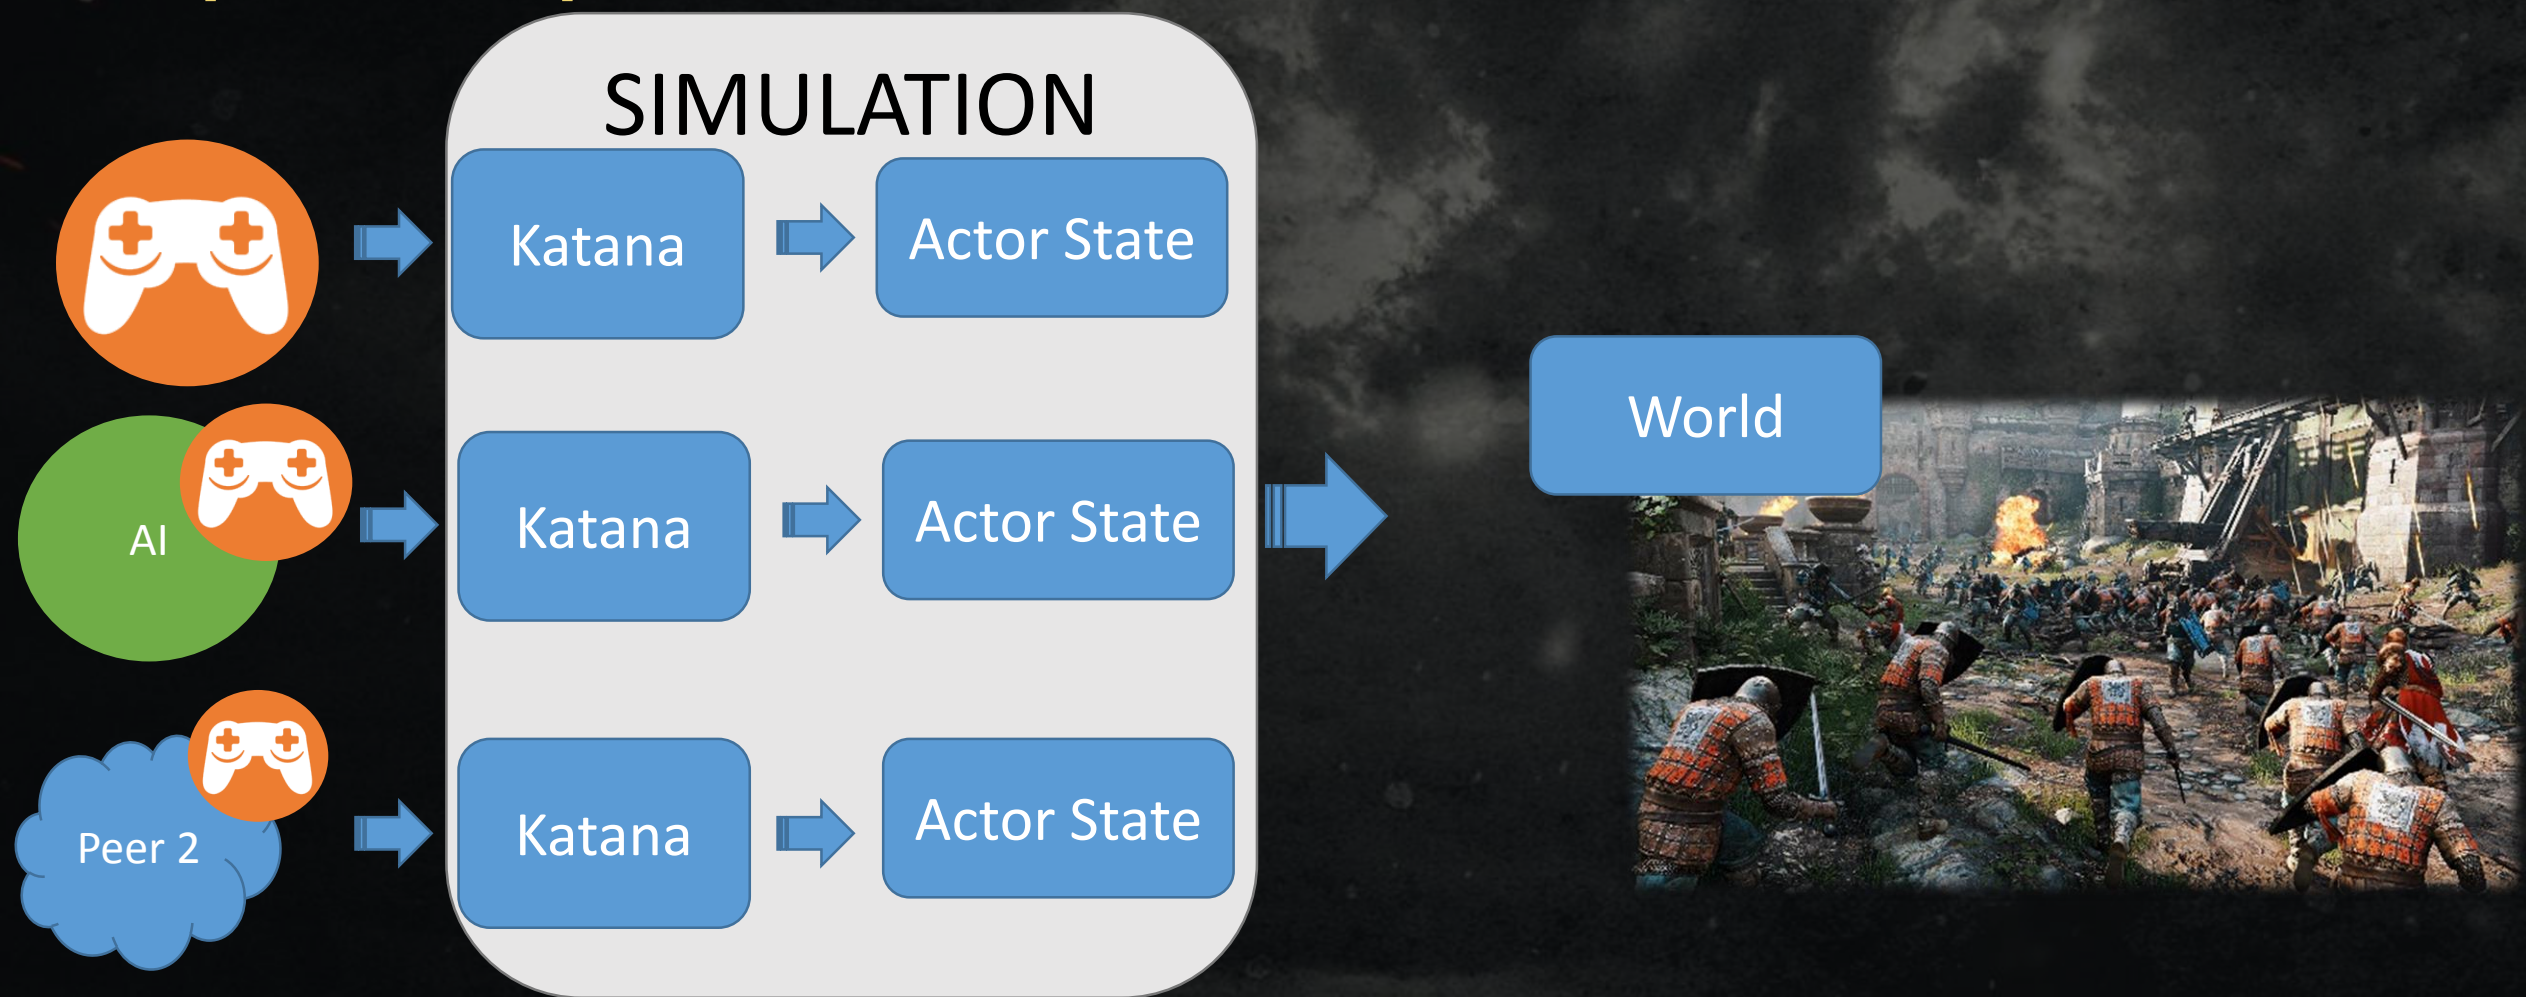 SIMULATION
Katana
Actor State
World
AI
Katana
Actor State
Peer 2
Katana
Actor State